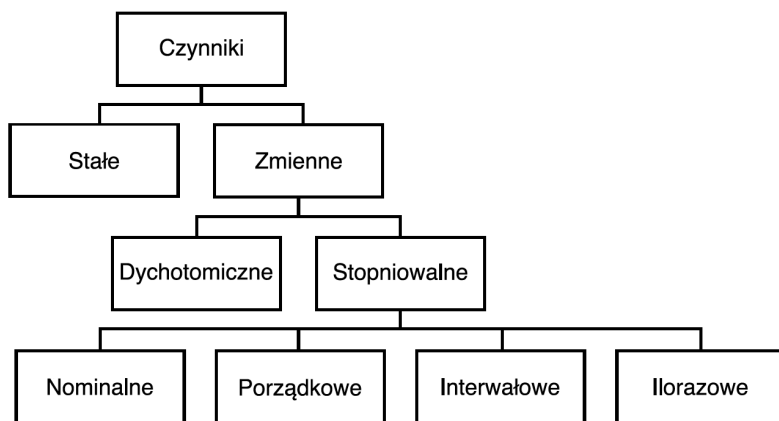 Czynniki
Stałe
Zmienne
Dychotomiczne
Stopniowalne
Nominalne
Porządkowe
Interwałowe
Ilorazowe